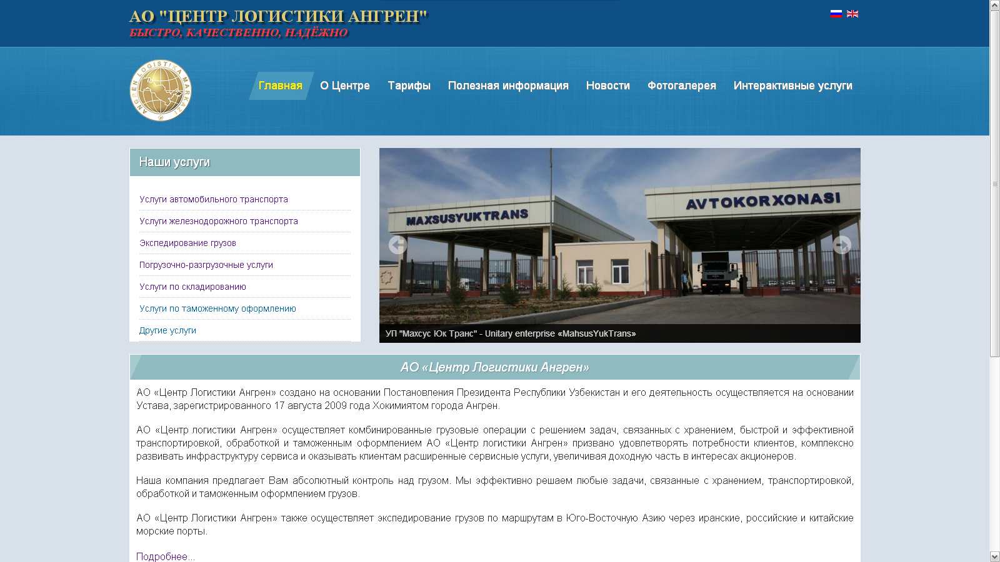 АО "ЦЕНТР ЛОГИСТИКИ АНГРЕН"
БЫСТРО, КАЧЕСТВЕННО, НАДЁЖНО
ANGREN LOGISTIKA MARKAZI
Главная
О Центре
Тарифы
Полезная информация
Новости
Фотогалерея
Интерактивные услуги
Наши услуги
Услуги автомобильного транспорта
Услуги железнодорожного транспорта
Экспедирование грузов
Погрузочно-разгрузочные услуги
Услуги по складированию
Услуги по таможенному оформлению
Другие услуги
MAXSUSYUKTRANS
AVTOKORXONASI
УП "Махсус Юк Транс" - Unitary enterprise «MahsusYukTrans»
АО «Центр Логистики Ангрен»
АО «Центр Логистики Ангрен» создано на основании Постановления Президента Республики Узбекистан и его деятельность осуществляется на основании
Устава, зарегистрированного 17 августа 2009 года Хокимиятом города Ангрен.
АО «Центр логистики Ангрен» осуществляет комбинированные грузовые операции с решением задач, связанных с хранением, быстрой и эффективной
транспортировкой, обработкой и таможенным оформлением АО «Центр логистики Ангрен» призвано удовлетворять потребности клиентов, комплексно
развивать инфраструктуру сервиса и оказывать клиентам расширенные сервисные услуги, увеличивая доходную часть в интересах акционеров.
Наша компания предлагает Вам абсолютный контроль над грузом. Мы эффективно решаем любые задачи, связанные с хранением, транспортировкой,
обработкой и таможенным оформлением грузов.
АО «Центр Логистики Ангрен» также осуществляет экспедирование грузов по маршрутам в Юго-Восточную Азию через иранские, российские и китайские
морские порты.
Подробнее...